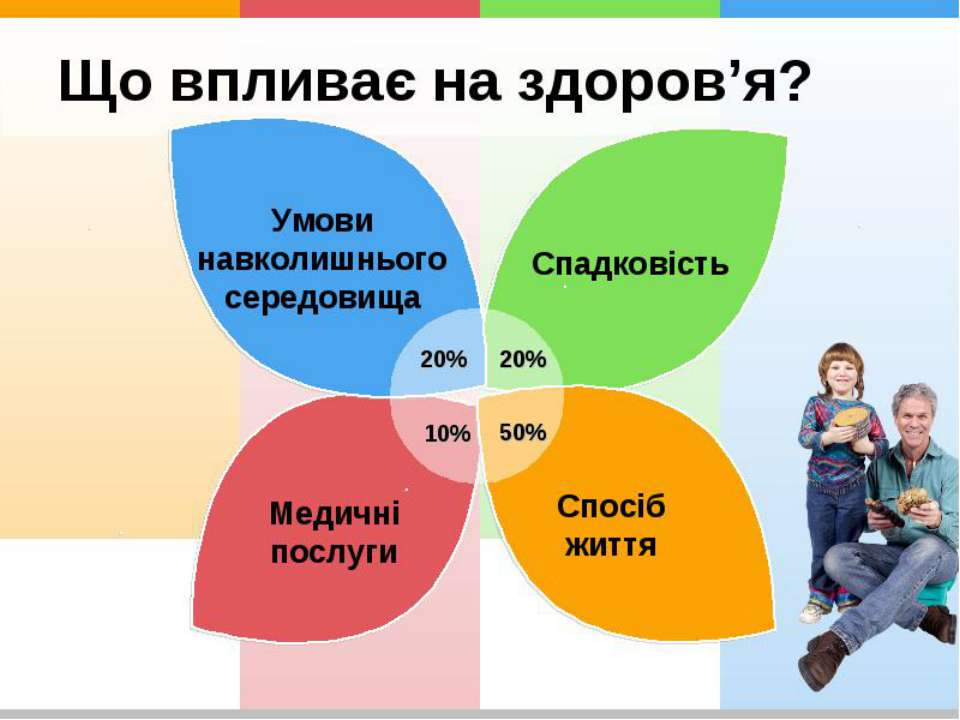 Що впливає на здоров’я?
Умови
навколишнього
середовища
Спадковість
20%
20%
10%
50%
Медичні
послуги
Спосіб
життя